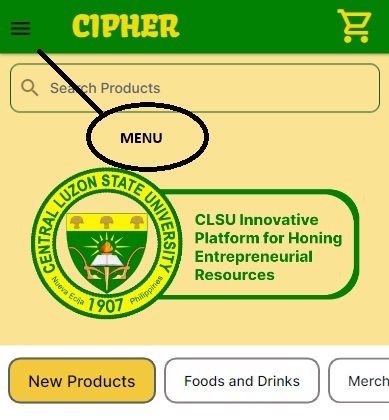 CIPHER
Search Products
MENU
CENTRAL LUZON STATE UNIVERSITY
Nueva Ecija
1907
Philippines
CLSU Innovative
Platform for Honing
Entrepreneurial
Resources
New Products
Foods and Drinks
Merch